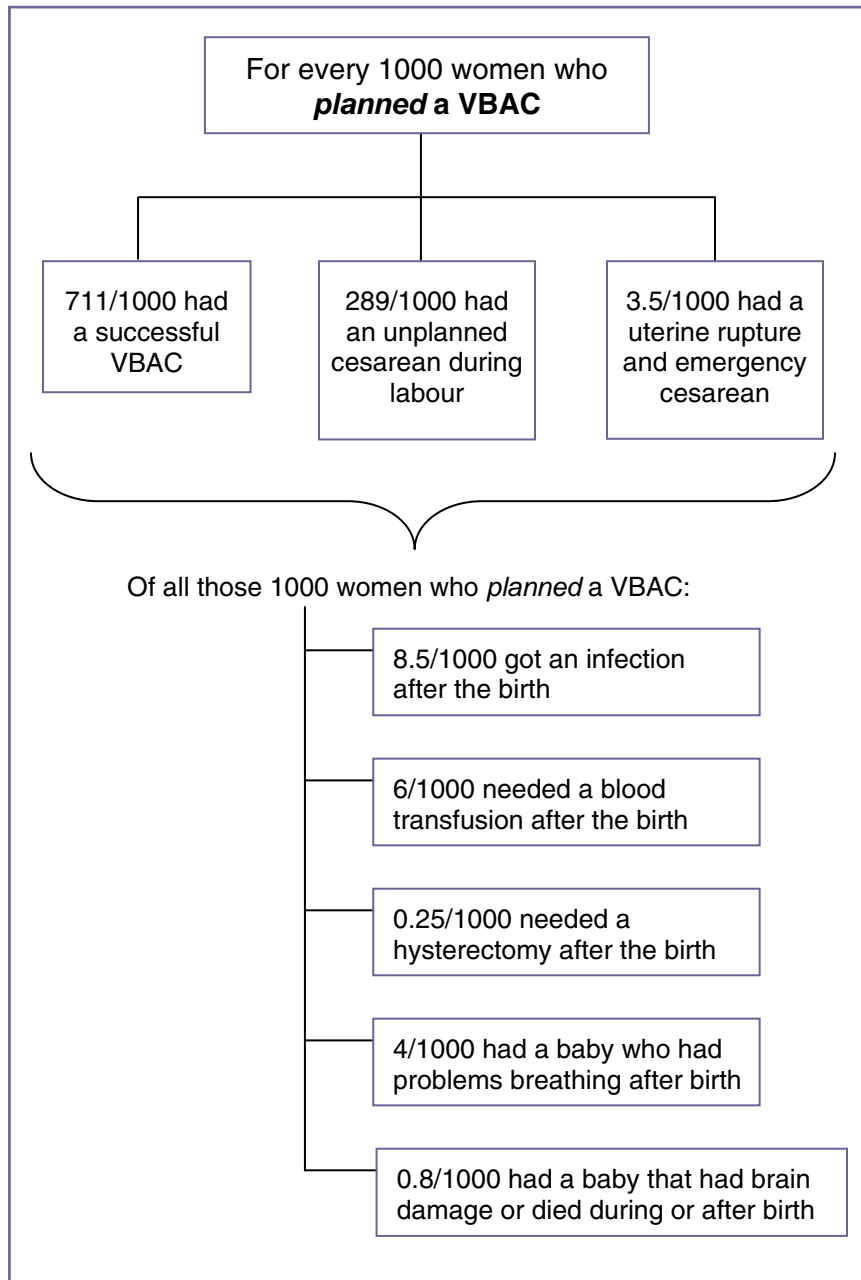 For every 1000 women who
planned a VBAC
711/1000 had
a successful
VBAC
289/1000 had
an unplanned
cesarean during
labour
3.5/1000 had a
uterine rupture
and emergency
cesarean
Of all those 1000 women who planned a VBAC:
8.5/1000 got an infection
after the birth
6/1000 needed a blood
transfusion after the birth
0.25/1000 needed a
hysterectomy after the birth
4/1000 had a baby who had
problems breathing after birth
0.8/1000 had a baby that had brain
damage or died during or after birth